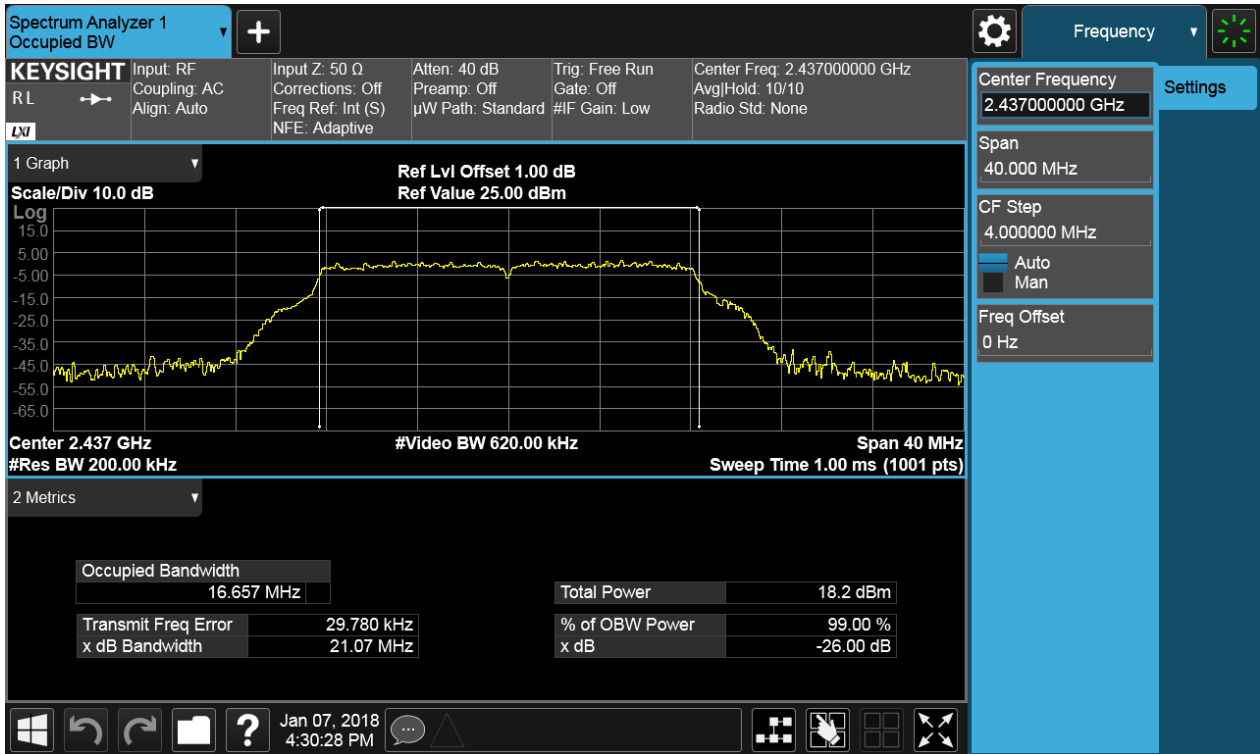 Spectrum Analyzer 1
Occupied BW
Frequency
KEYSIGHT
R L
LXI
Input: RF
Coupling: AC
Align: Auto
Input Z: 50 Ω
Corrections: Off
Freq Ref: Int (S)
NFE: Adaptive
Atten: 40 dB
Preamp: Off
µW Path: Standard
Trig: Free Run
Gate: Off
#IF Gain: Low
Center Freq: 2.437000000 GHz
Avg|Hold: 10/10
Radio Std: None
Center Frequency
2.437000000 GHz
Settings
Span
40.000 MHz
CF Step
4.000000 MHz
Auto
Man
Freq Offset
0 Hz
1 Graph
Scale/Div 10.0 dB
Ref Lvl Offset 1.00 dB
Ref Value 25.00 dBm
Log
15.0
5.00
-5.00
-15.0
-25.0
-35.0
-45.0
-55.0
-65.0
Center 2.437 GHz
#Video BW 620.00 kHz
Span 40 MHz
#Res BW 200.00 kHz
Sweep Time 1.00 ms (1001 pts)
2 Metrics
Occupied Bandwidth
16.657 MHz
Total Power 18.2 dBm
Transmit Freq Error 29.780 kHz
% of OBW Power 99.00 %
x dB Bandwidth 21.07 MHz
x dB -26.00 dB
?
Jan 07, 2018
4:30:28 PM